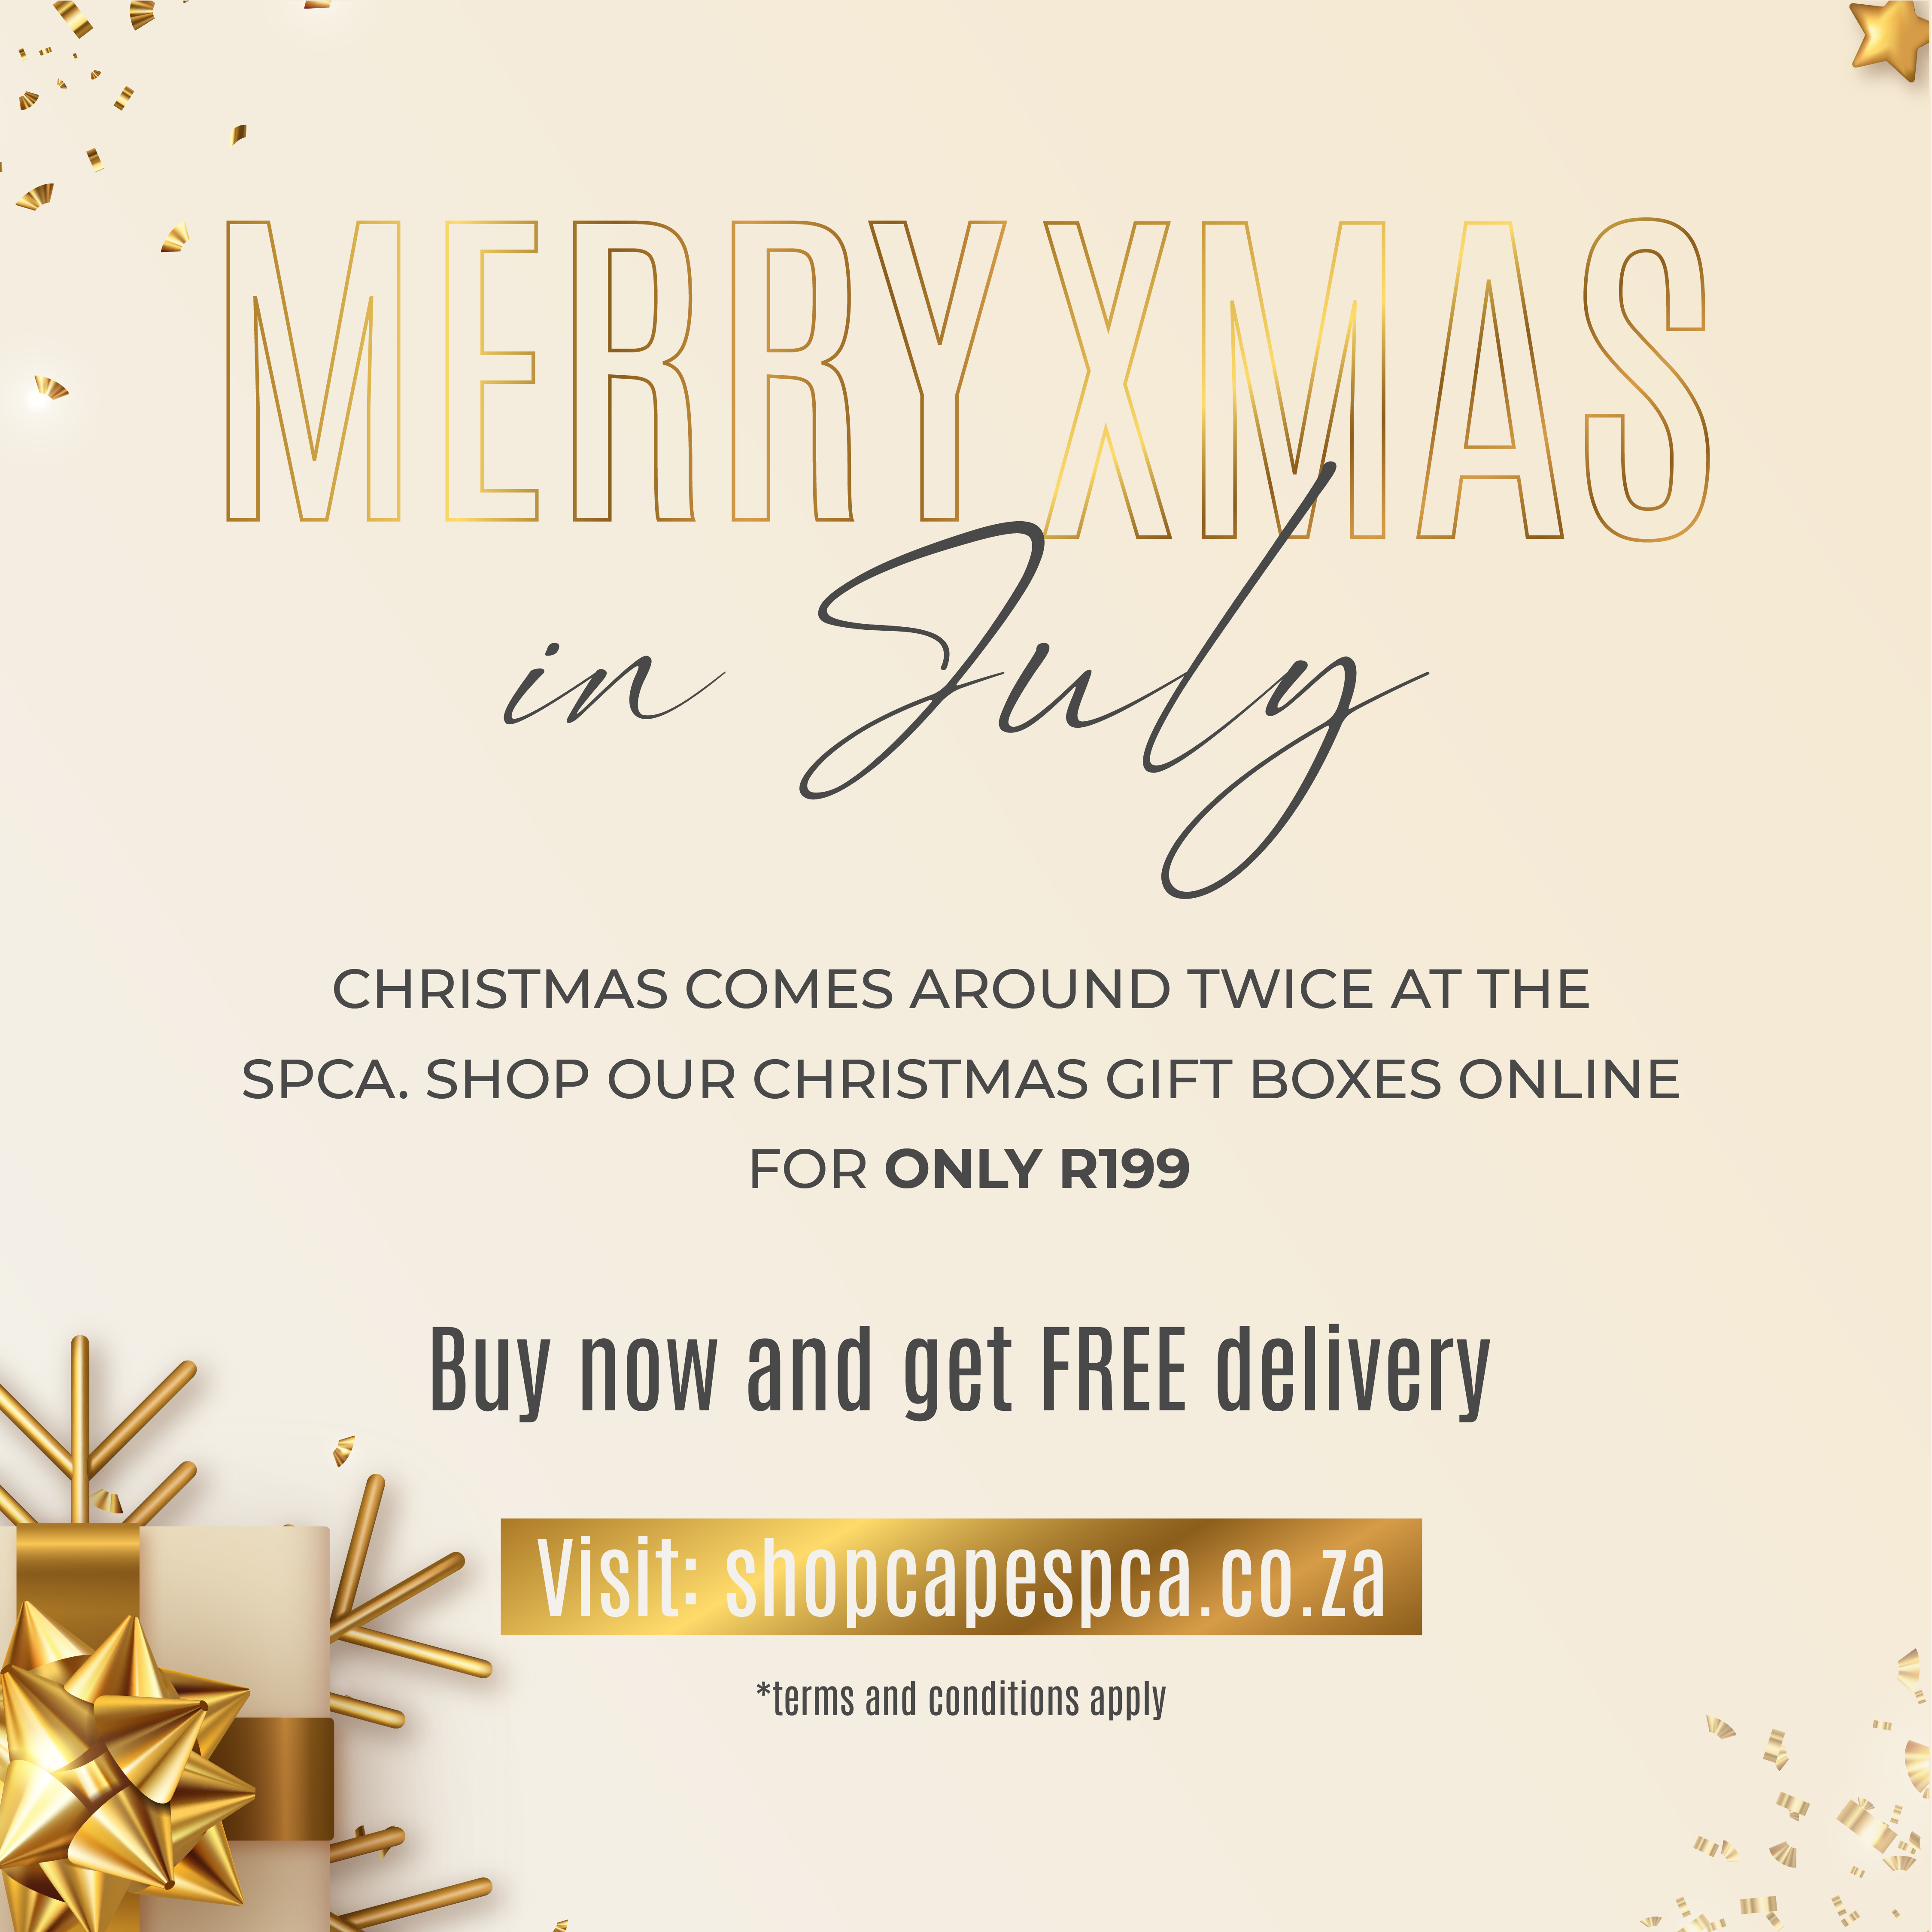 MERRY XMAS
in July
CHRISTMAS COMES AROUND TWICE AT THE
SPCA. SHOP OUR CHRISTMAS GIFT BOXES ONLINE
FOR ONLY R199
Buy now and get FREE delivery
Visit: shopcapespca.co.za
*terms and conditions apply